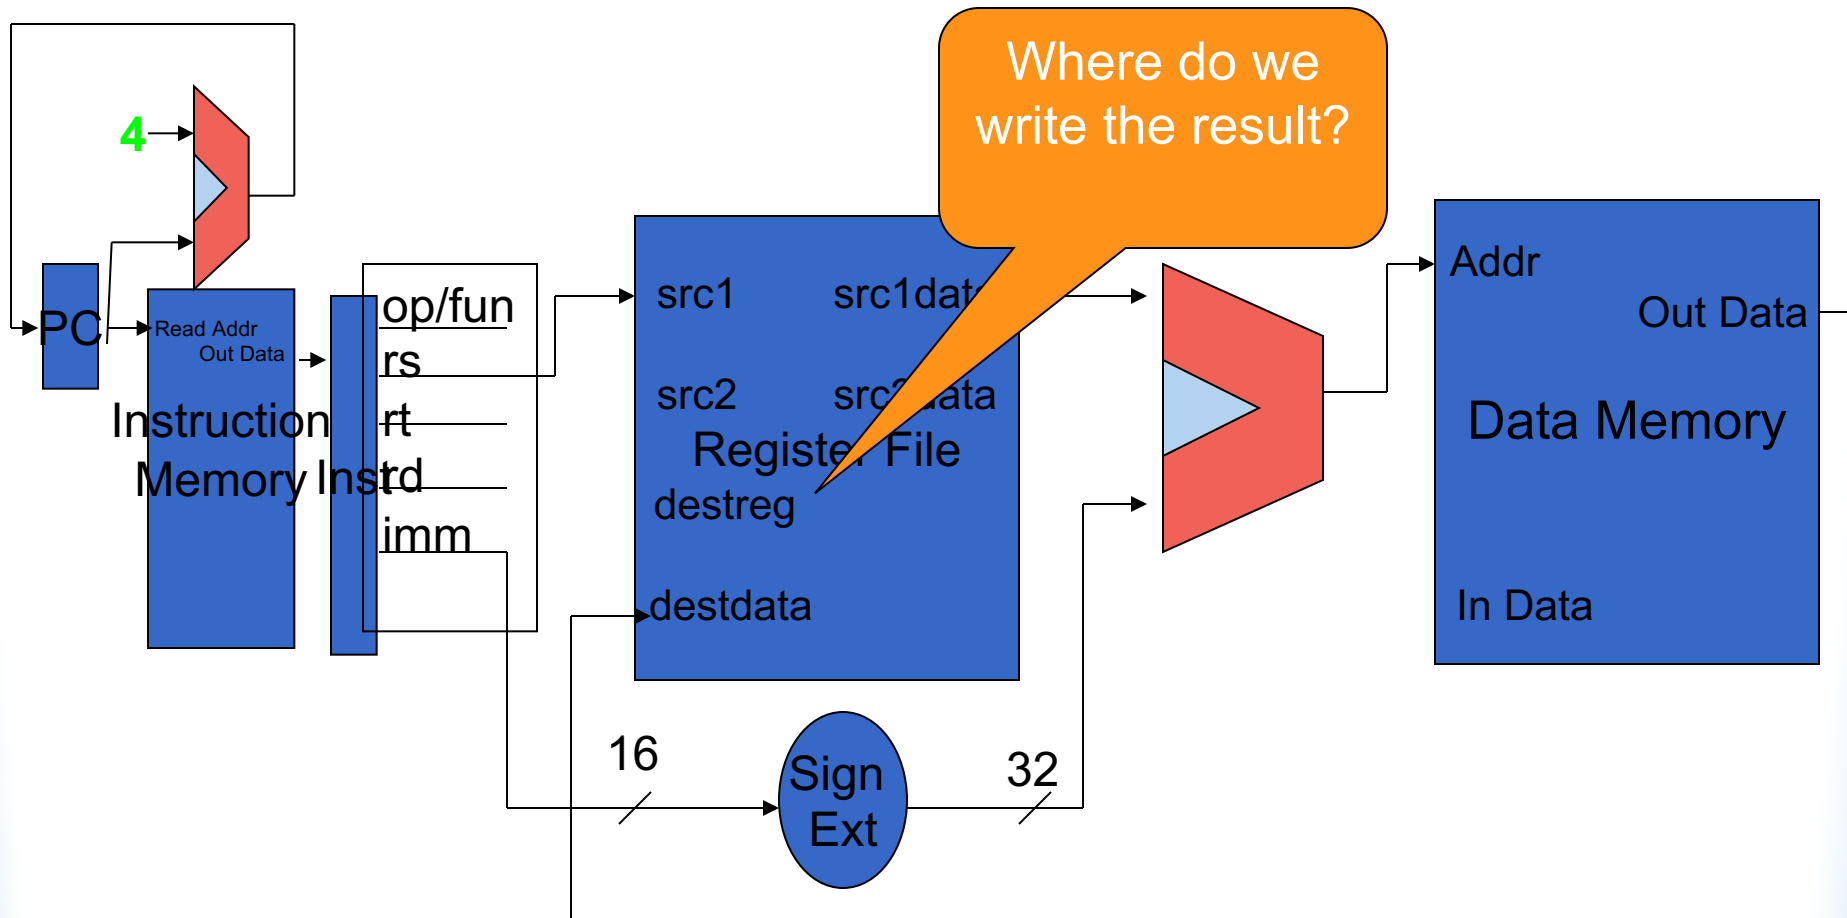 Where do we
write the result?
4
PC
Read Addr
Out Data
Instruction
Memory
Instr
op/fun
rs
rt
rd
imm
src1
src1data
src2
src2data
Register File
destreg
destdata
16
Sign
Ext
32
Addr
Out Data
Data Memory
In Data